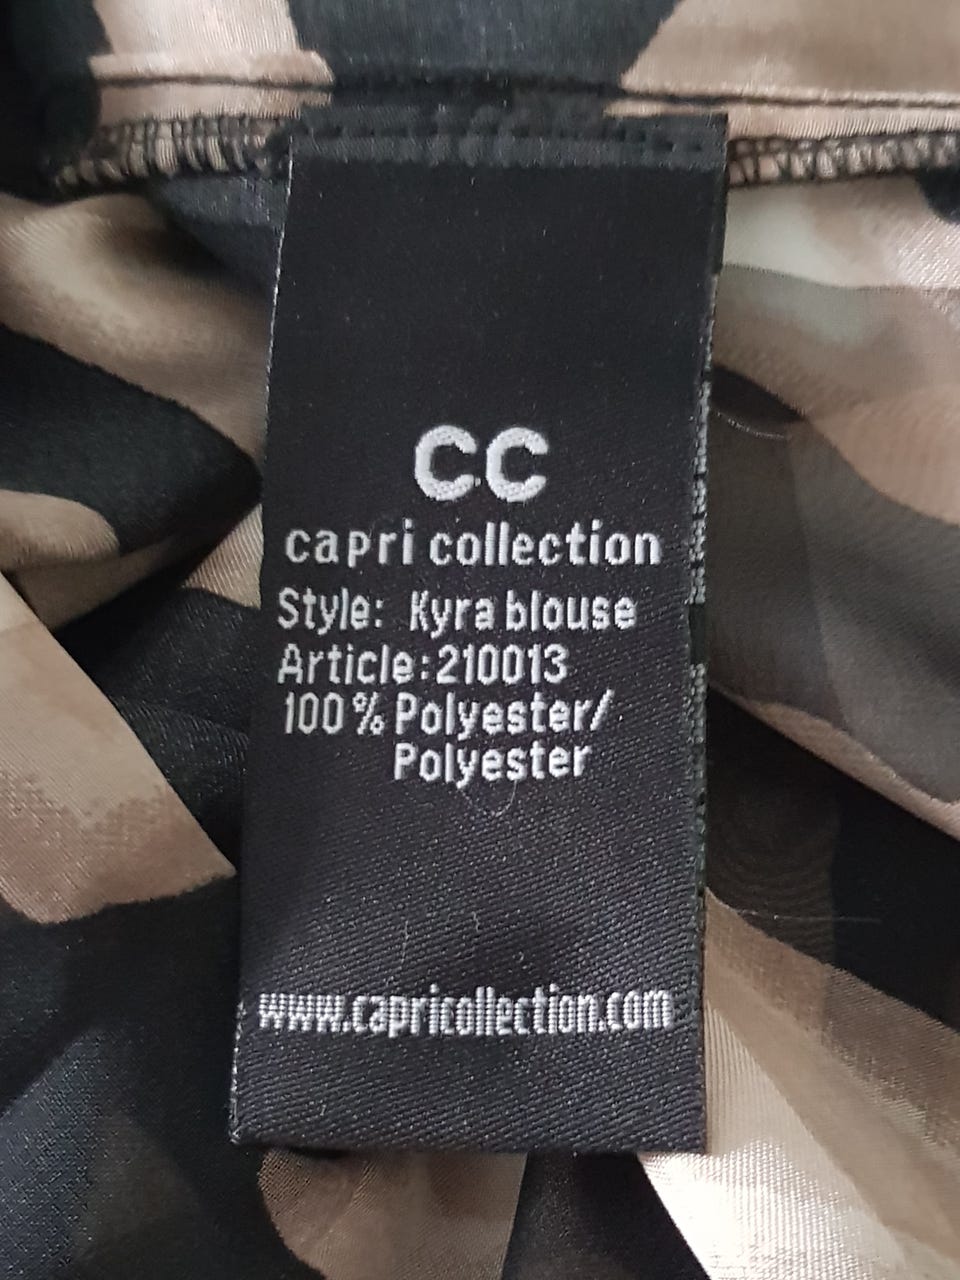 CC
capri collection
Style: Kyra blouse
Article:210013
100% Polyester/
Polyester
www.capricollection.com